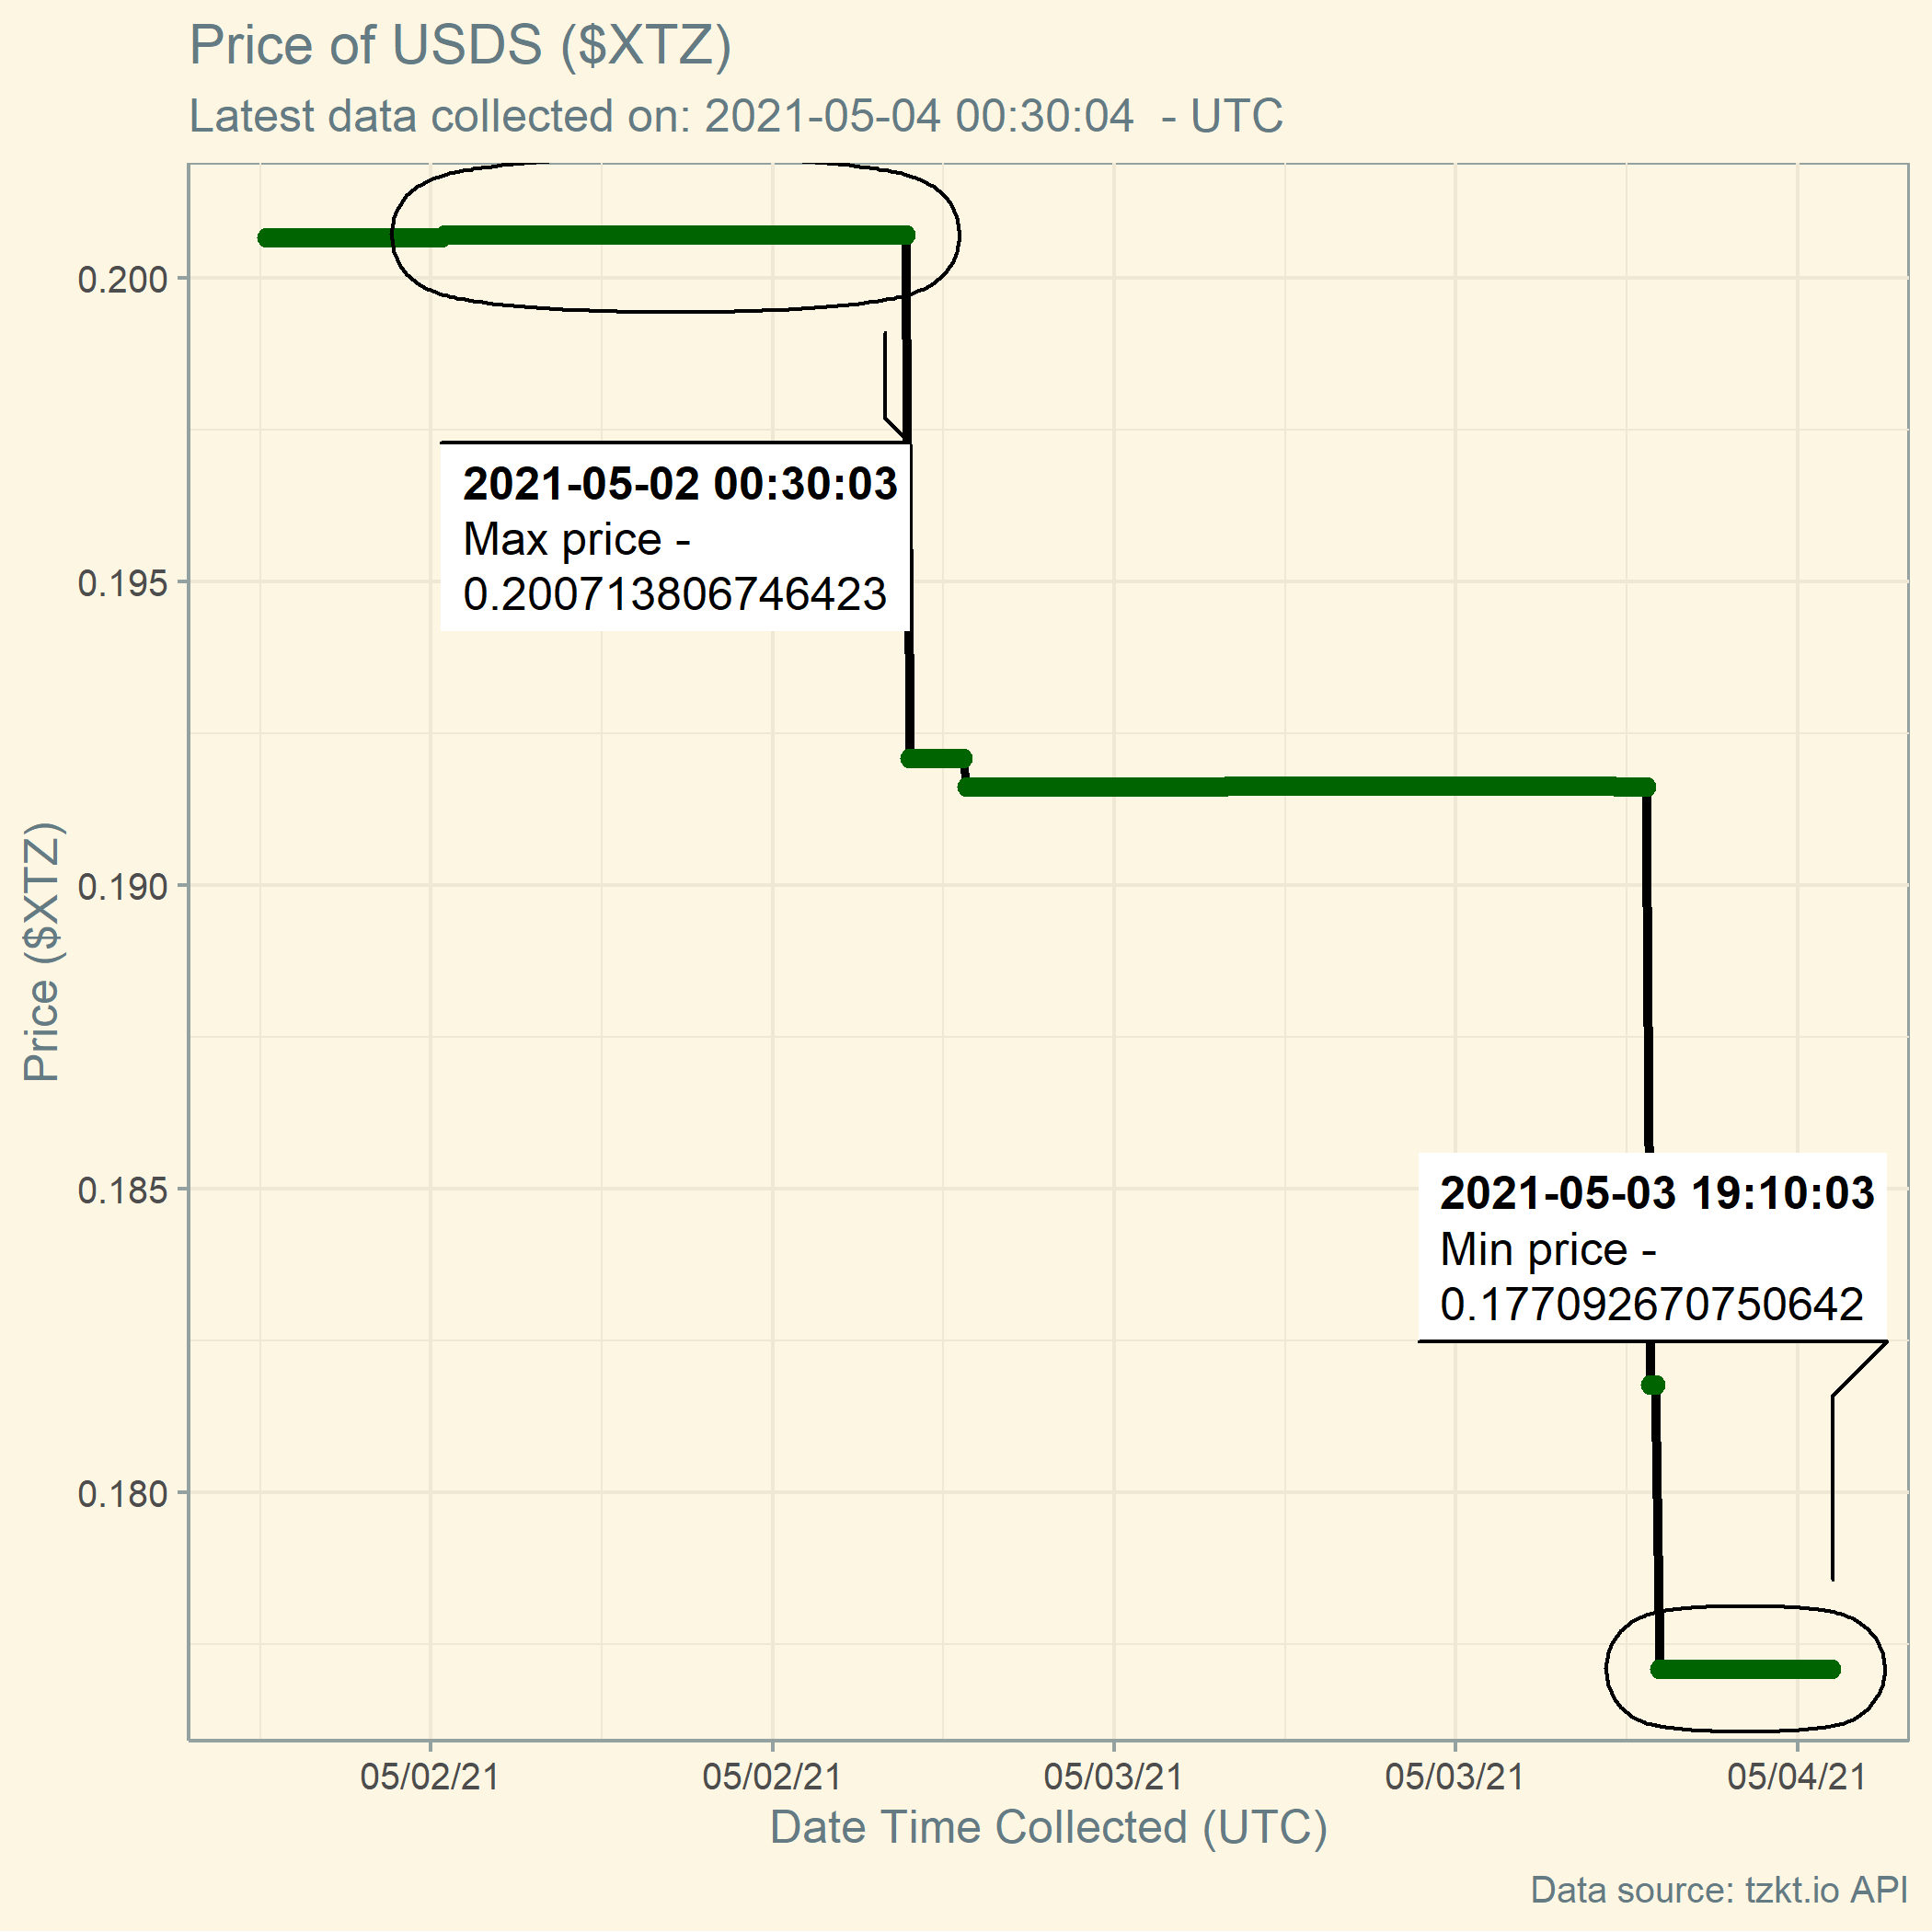 Price of USDS ($XTZ)
Latest data collected on: 2021-05-04 00:30:04  - UTC
0.200
2021-05-02 00:30:03
Max price -
0.200713806746423
0.195
0.190
Price ($XTZ)
0.185
2021-05-03 19:10:03
Min price -
0.177092670750642
0.180
05/02/21 05/02/21 05/03/21 05/03/21 05/04/21
Date Time Collected (UTC)
Data source: tzkt.io API